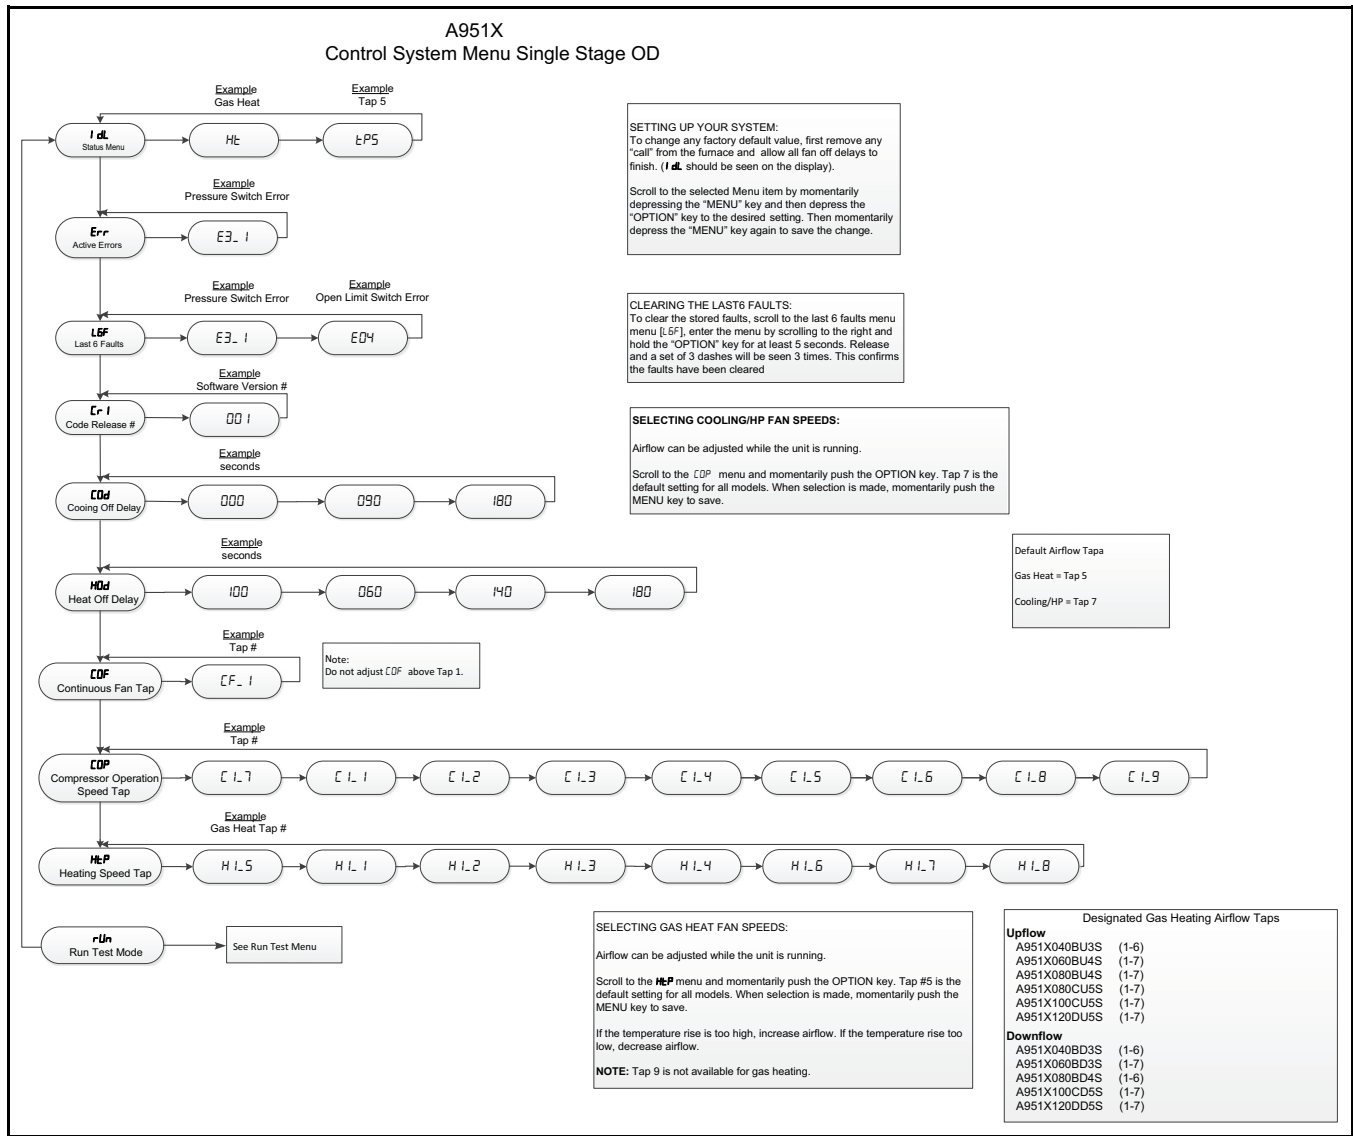 A951X
Control System Menu Single Stage OD
Example
Gas Heat
Example
Tap 5
IdL
Status Menu
Ht
tP5
Example
Pressure Switch Error
Err
Active Errors
E3_1
Example
Pressure Switch Error
Example
Open Limit Switch Error
L6F
Last 6 Faults
E3_1
E04
Example
Software Version #
Cr1
Code Release #
001
Example
seconds
C0d
Cooing Off Delay
000
090
180
Example
seconds
H0d
Heat Off Delay
100
060
140
180
Example
Tap #
C0F
Continuous Fan Tap
CF_1
Note:
Do not adjust C0F above Tap 1.
Example
Tap #
C0P
Compressor Operation
Speed Tap
C1_7
C1_1
C1_2
C1_3
C1_4
C1_5
C1_6
C1_8
C1_9
Example
Gas Heat Tap #
HtP
Heating Speed Tap
H1_5
H1_1
H1_2
H1_3
H1_4
H1_6
H1_7
H1_8
rUn
Run Test Mode
See Run Test Menu
SETTING UP YOUR SYSTEM:
To change any factory default value, first remove any
“call” from the furnace and allow all fan off delays to
finish. (IdL should be seen on the display).
Scroll to the selected Menu item by momentarily
depressing the “MENU” key and then depress the
“OPTION” key to the desired setting. Then momentarily
depress the “MENU” key again to save the change.
CLEARING THE LAST6 FAULTS:
To clear the stored faults, scroll to the last 6 faults menu
menu [L6F], enter the menu by scrolling to the right and
hold the “OPTION” key for at least 5 seconds. Release
and a set of 3 dashes will be seen 3 times. This confirms
the faults have been cleared
SELECTING COOLING/HP FAN SPEEDS:
Airflow can be adjusted while the unit is running.
Scroll to the C0P menu and momentarily push the OPTION key. Tap 7 is the
default setting for all models. When selection is made, momentarily push the
MENU key to save.
Default Airflow Tapa
Gas Heat = Tap 5
Cooling/HP = Tap 7
SELECTING GAS HEAT FAN SPEEDS:
Airflow can be adjusted while the unit is running.
Scroll to the HtP menu and momentarily push the OPTION key. Tap #5 is the
default setting for all models. When selection is made, momentarily push the
MENU key to save.
If the temperature rise is too high, increase airflow. If the temperature rise too
low, decrease airflow.
NOTE: Tap 9 is not available for gas heating.
Designated Gas Heating Airflow Taps
Upflow
A951X040BU3S (1-6)
A951X060BU4S (1-7)
A951X080BU4S (1-7)
A951X080CU5S (1-7)
A951X100CU5S (1-7)
A951X120DU5S (1-7)
Downflow
A951X040BD3S (1-6)
A951X060BD3S (1-7)
A951X080BD4S (1-6)
A951X100CD5S (1-7)
A951X120DD5S (1-7)